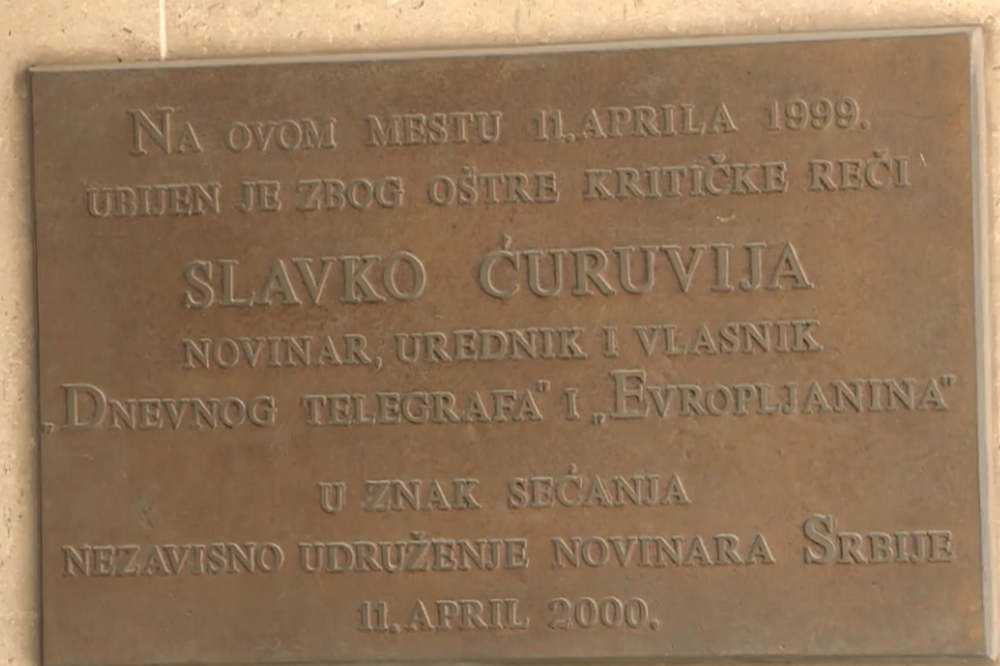 NA OVOM MESTU 11. APRILA 1999.
UBIJEN JE ZBOG OŠTRE KRITIČKE REČI
SLAVKO ĆURUVIJA
NOVINAR, UREDNIK I VLASNIK
„DNEVNOG TELEGRAFA" I „EVROPLJANINA"
U ZNAK SEĆANJA
NEZAVISNO UDRUŽENJE NOVINARA SRBIJE
11. APRIL 2000.